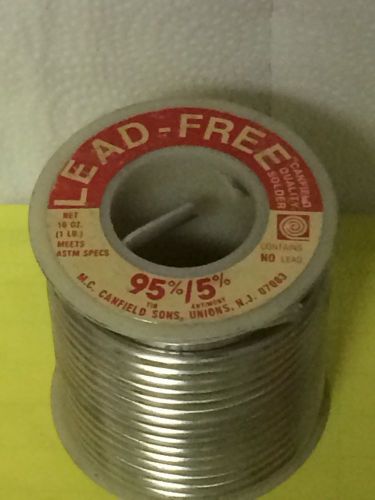 LEAD-FREE
CANFIELD
QUALITY
SOLDER
NET
16 OZ.
(1 LB.)
MEETS
ASTM SPECS
CONTAINS
NO LEAD
95%/5%
TIN ANTIMONY
M.C. CANFIELD SONS, UNIONS, N.J. 07083